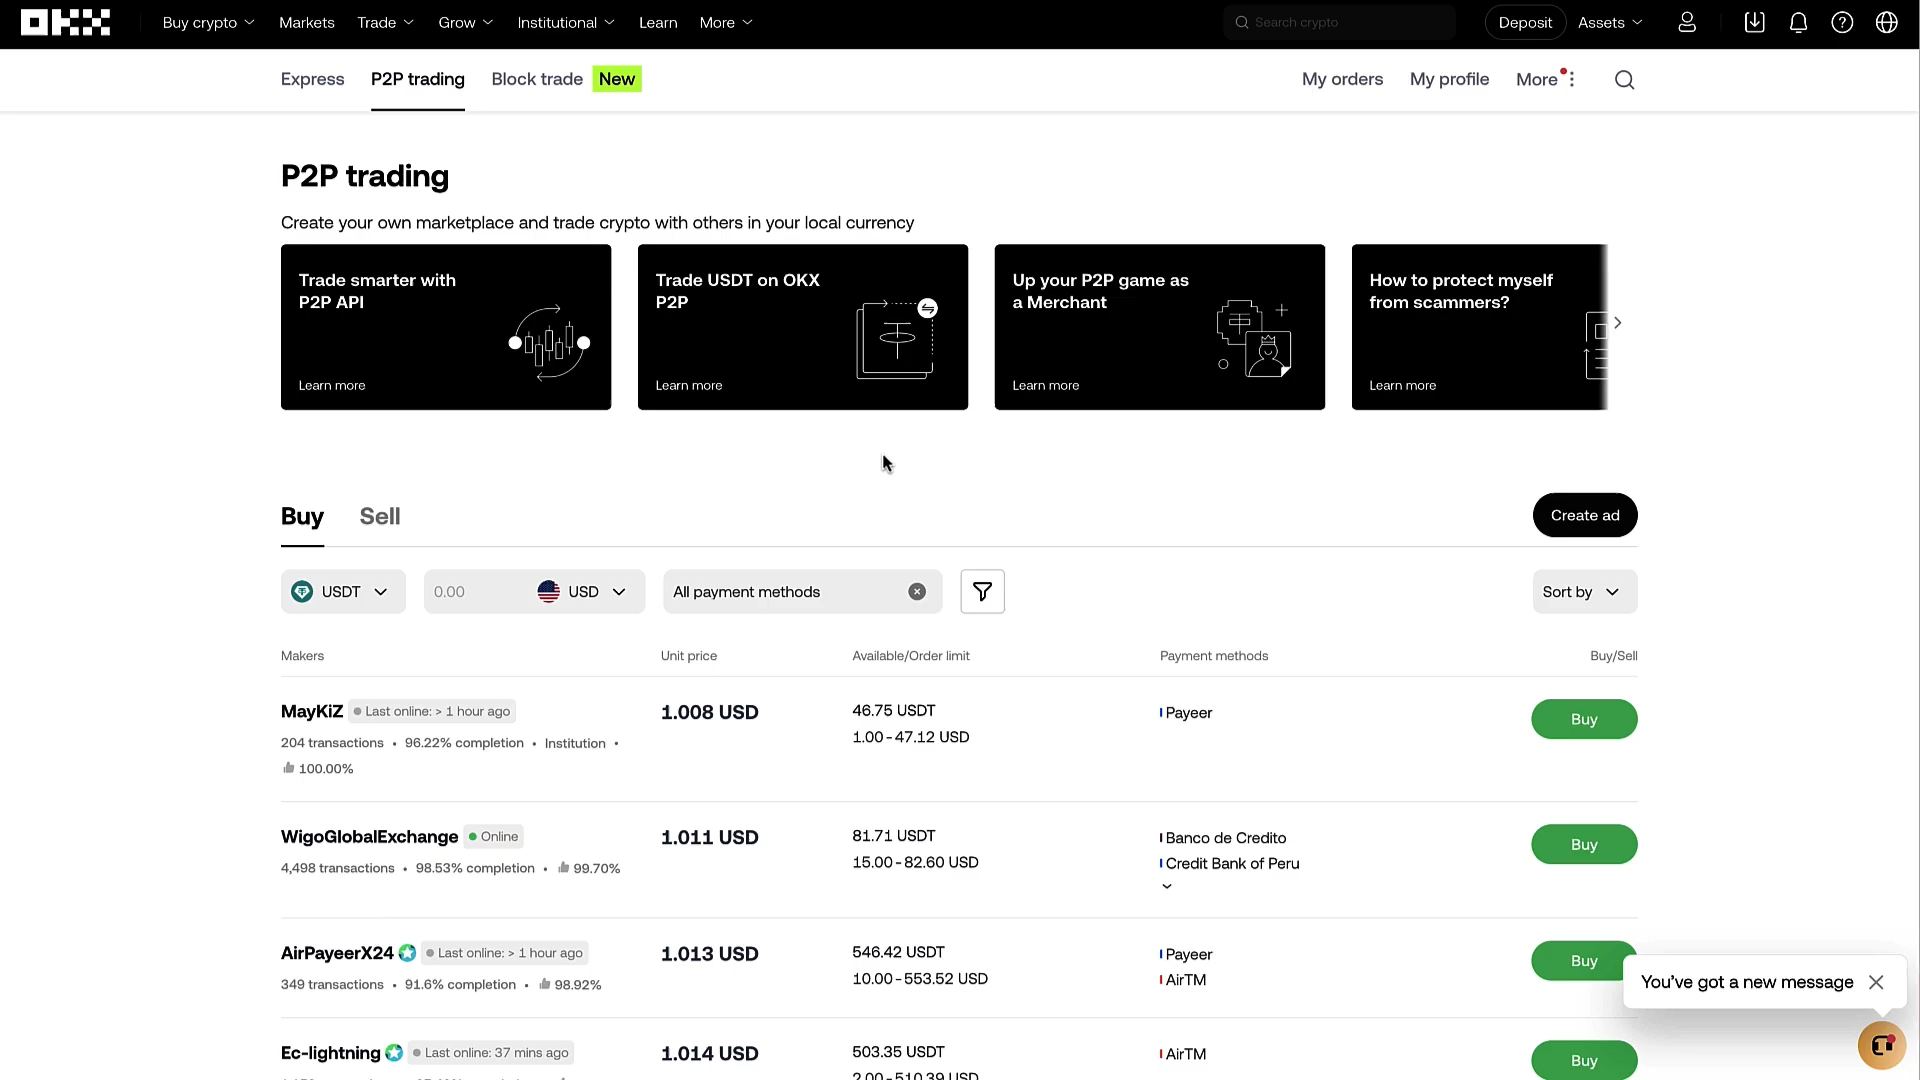 OKX Buy crypto Markets Trade Grow Institutional Learn More Search crypto Deposit Assets
Express P2P trading Block trade New My orders My profile More
P2P trading
Create your own marketplace and trade crypto with others in your local currency
Trade smarter with
P2P API
Learn more
Trade USDT on OKX
P2P
Learn more
Up your P2P game as
a Merchant
Learn more
How to protect myself
from scammers?
Learn more
Buy Sell Create ad
USDT 0.00 USD All payment methods Sort by
Makers Unit price Available/Order limit Payment methods Buy/Sell
MayKiZ Last online: > 1 hour ago 1.008 USD 46.75 USDT Payeer Buy
204 transactions • 96.22% completion • Institution • 1.00 - 47.12 USD
100.00%
WigoGlobalExchange Online 1.011 USD 81.71 USDT Banco de Credito Buy
4,498 transactions • 98.53% completion • 99.70% 15.00 - 82.60 USD Credit Bank of Peru
AirPayeerX24 Last online: > 1 hour ago 1.013 USD 546.42 USDT Payeer Buy
349 transactions • 91.6% completion • 98.92% 10.00 - 553.52 USD AirTM
You've got a new message
Ec-lightning Last online: 37 mins ago 1.014 USD 503.35 USDT AirTM Buy
2.00 - 510.39 USD